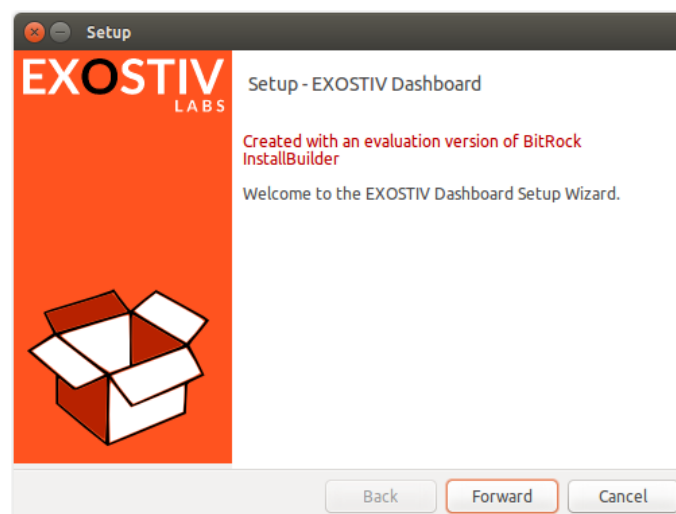 Setup
EXOSTIV
LABS
Setup - EXOSTIV Dashboard
Created with an evaluation version of BitRock
InstallBuilder
Welcome to the EXOSTIV Dashboard Setup Wizard.
Back
Forward
Cancel